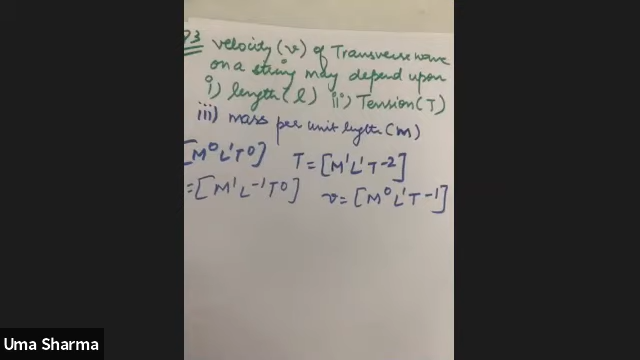 Q3 velocity (v) of Transverse wave
on a string may depend upon
i) length (l) ii) Tension (T)
iii) mass per unit length (m)
[M⁰L¹T⁰] T = [M¹L¹T⁻²]
= [M¹L⁻¹T⁰] v = [M⁰L¹T⁻¹]
Uma Sharma